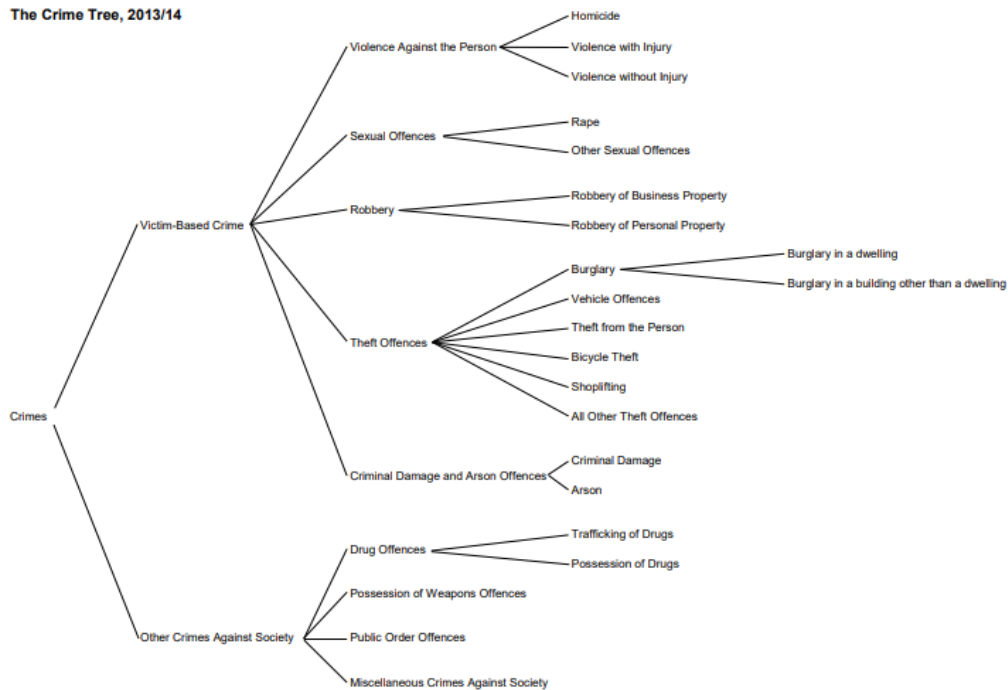 The Crime Tree, 2013/14
Homicide
Violence Against the Person
Violence with Injury
Violence without Injury
Rape
Sexual Offences
Other Sexual Offences
Robbery of Business Property
Robbery
Robbery of Personal Property
Victim-Based Crime
Burglary in a dwelling
Burglary
Burglary in a building other than a dwelling
Vehicle Offences
Theft from the Person
Theft Offences
Bicycle Theft
Shoplifting
All Other Theft Offences
Crimes
Criminal Damage
Criminal Damage and Arson Offences
Arson
Trafficking of Drugs
Drug Offences
Possession of Drugs
Possession of Weapons Offences
Other Crimes Against Society
Public Order Offences
Miscellaneous Crimes Against Society